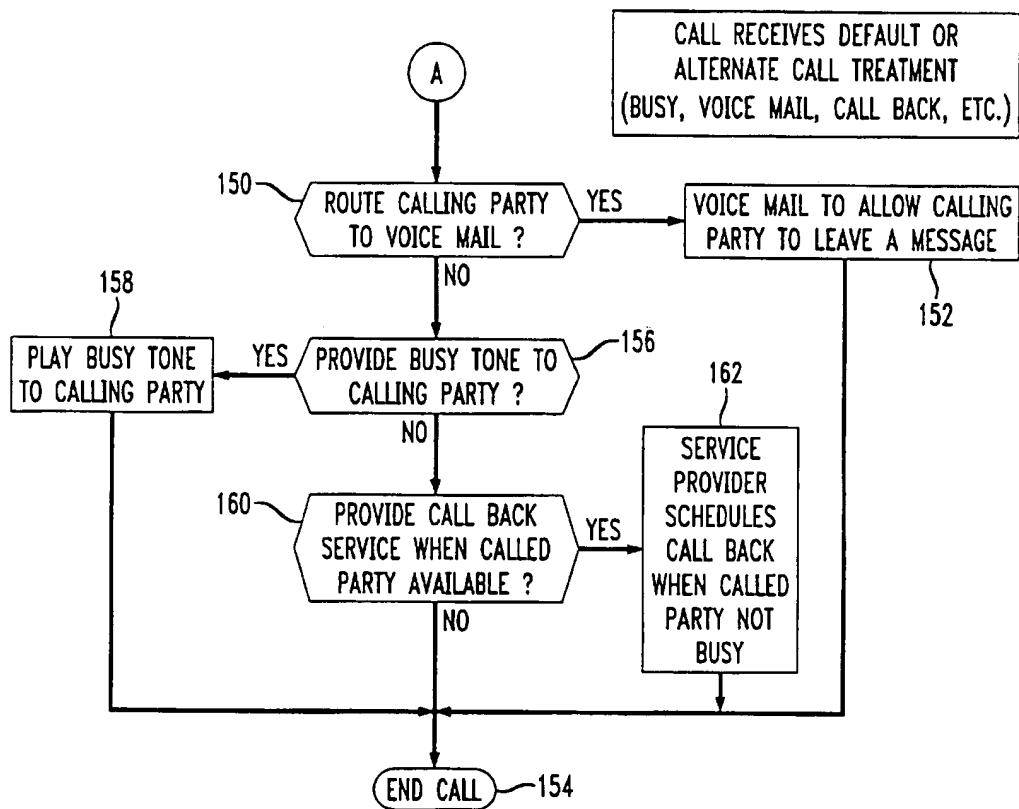 CALL RECEIVES DEFAULT OR
ALTERNATE CALL TREATMENT
(BUSY, VOICE MAIL, CALL BACK, ETC.)
A
150
ROUTE CALLING PARTY
TO VOICE MAIL ?
YES
VOICE MAIL TO ALLOW CALLING
PARTY TO LEAVE A MESSAGE
152
NO
158
PLAY BUSY TONE
TO CALLING PARTY
YES
PROVIDE BUSY TONE TO
CALLING PARTY ?
156
NO
162
SERVICE
PROVIDER
SCHEDULES
CALL BACK
WHEN CALLED
PARTY NOT
BUSY
160
PROVIDE CALL BACK
SERVICE WHEN CALLED
PARTY AVAILABLE ?
YES
NO
END CALL
154